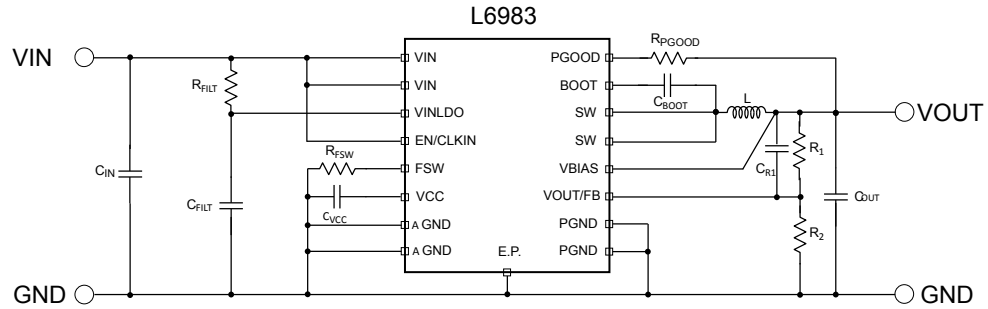 L6983
VIN
GND
CIN
RFILT
CFILT
RFSW
CVCC
VIN
VIN
VINLDO
EN/CLKIN
FSW
VCC
A GND
A GND
E.P.
PGOOD
BOOT
SW
SW
VBIAS
VOUT/FB
PGND
PGND
RPGOOD
CBOOT
L
CR1
R1
R2
COUT
VOUT
GND